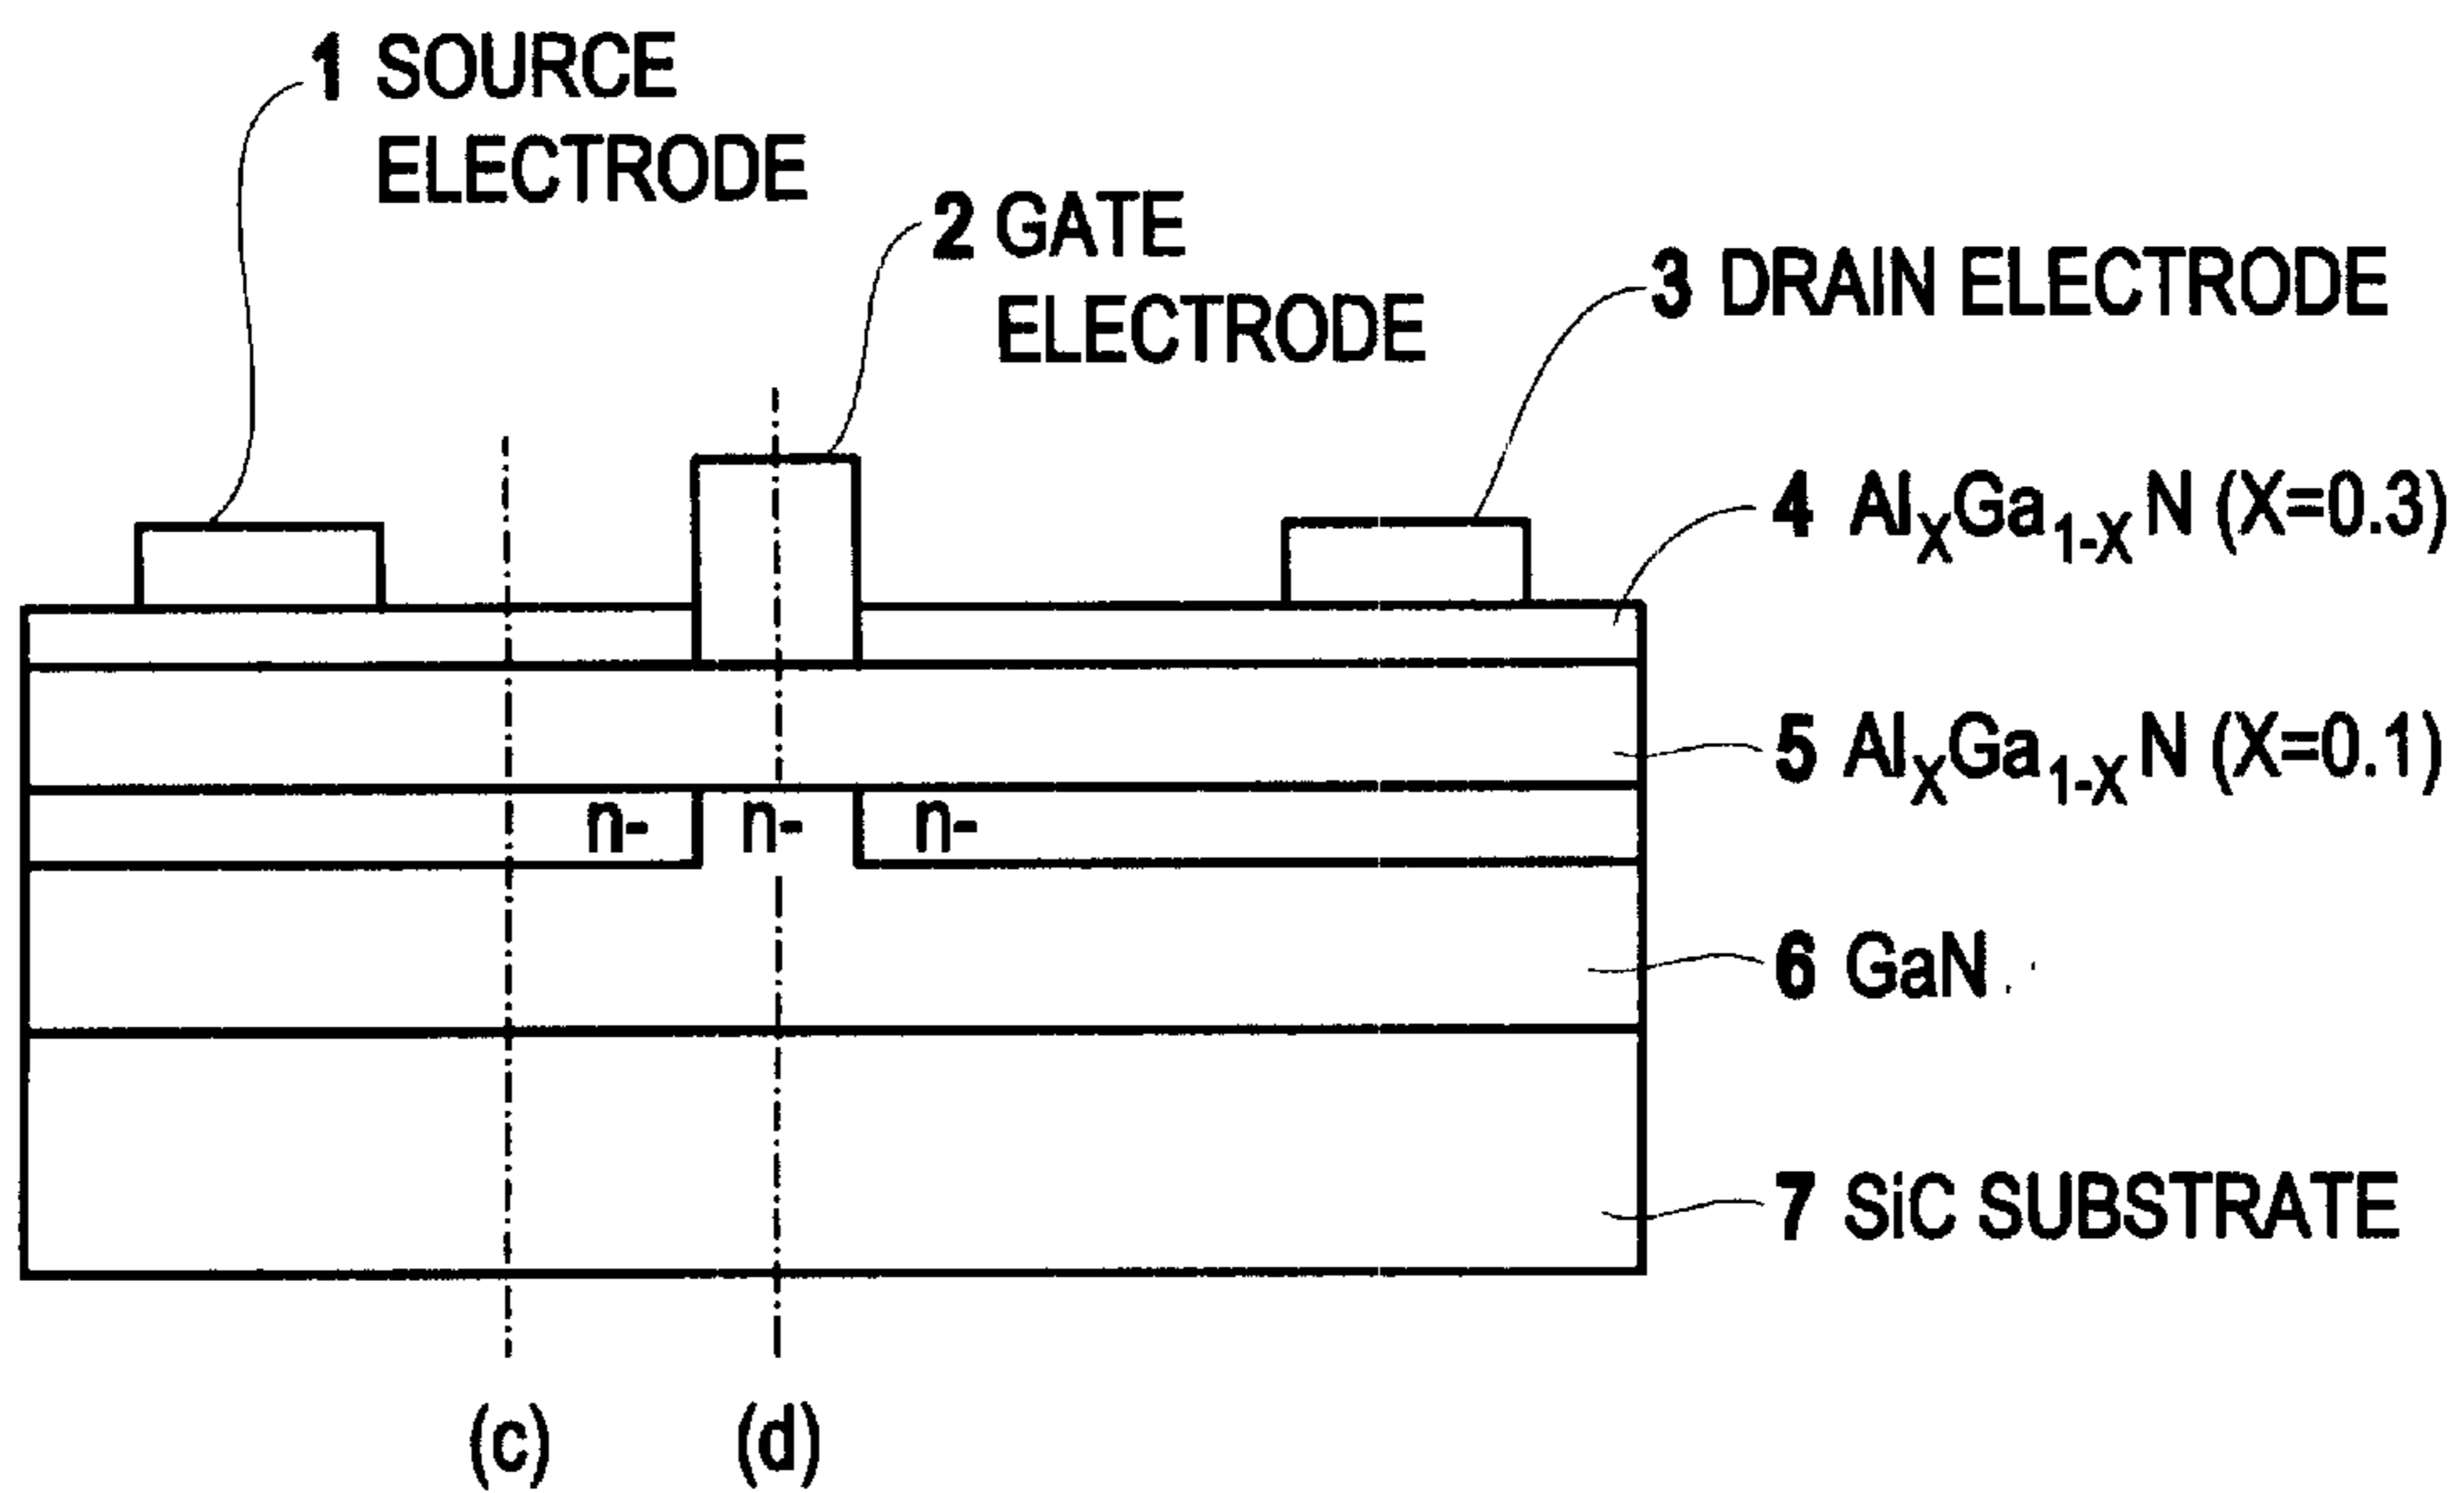 1 SOURCE
ELECTRODE
2 GATE
ELECTRODE
3 DRAIN ELECTRODE
4 AlXGa1-XN (X=0.3)
5 AlXGa1-XN (X=0.1)
n- n- n-
6 GaN
7 SiC SUBSTRATE
(c) (d)